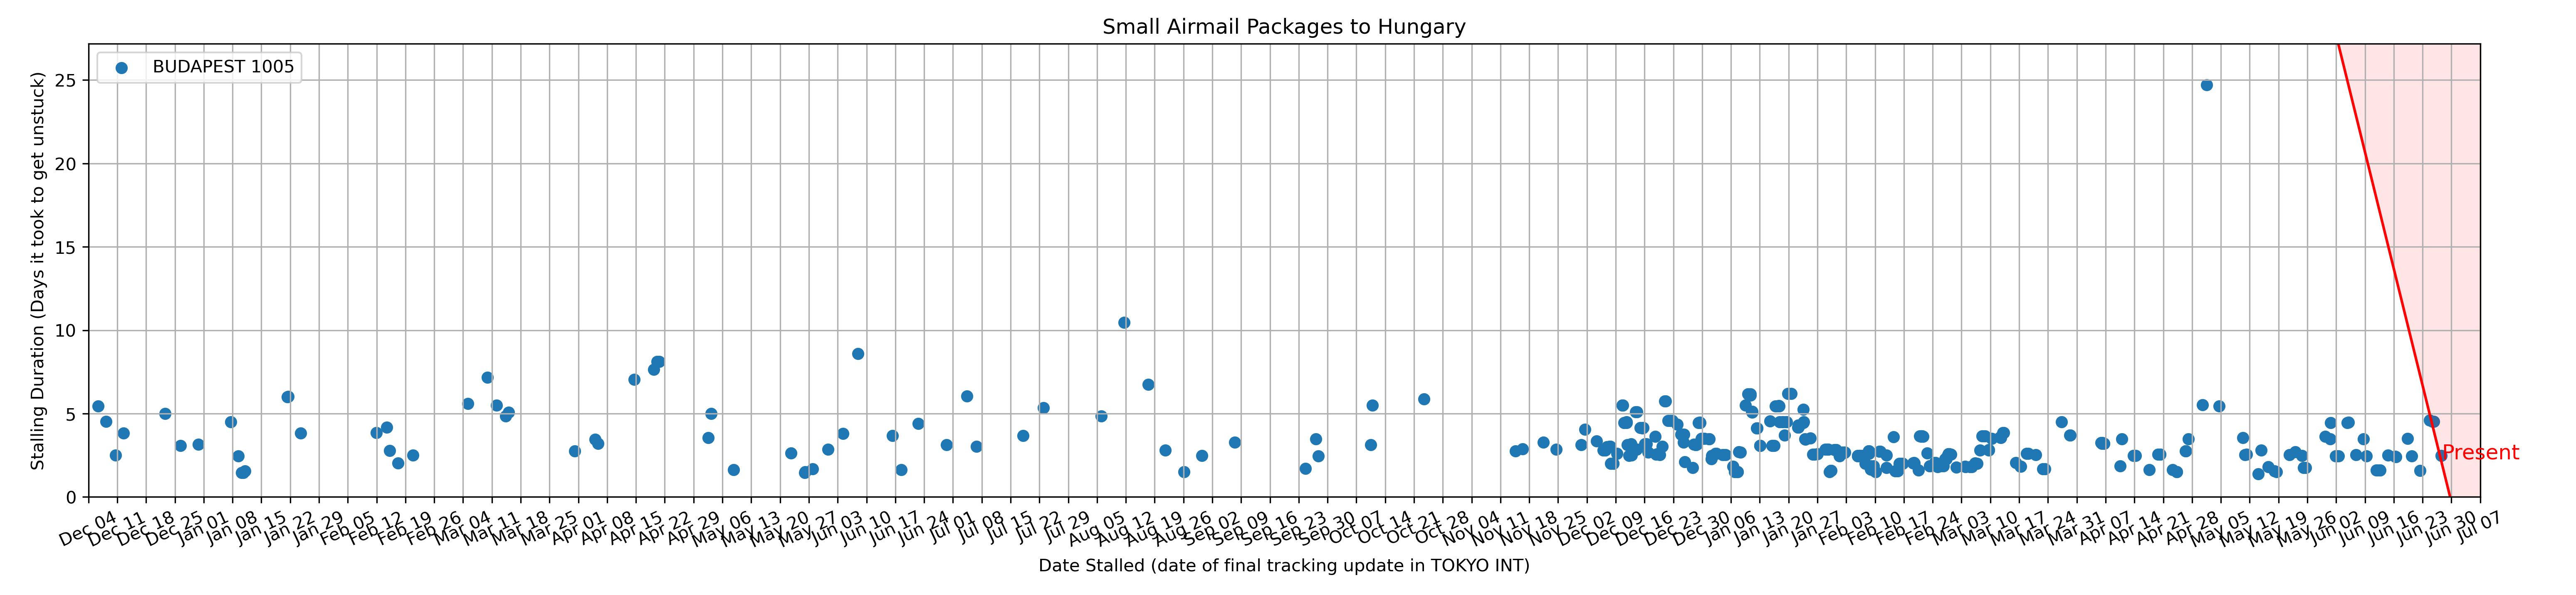 Small Airmail Packages to Hungary
BUDAPEST 1005
Stalling Duration (Days it took to get unstuck)
25
20
15
10
5
0
Present
Dec 04
Dec 11
Dec 18
Dec 25
Jan 01
Jan 08
Jan 15
Jan 22
Jan 29
Feb 05
Feb 12
Feb 19
Feb 26
Mar 04
Mar 11
Mar 18
Mar 25
Apr 01
Apr 08
Apr 15
Apr 22
Apr 29
May 06
May 13
May 20
May 27
Jun 03
Jun 10
Jun 17
Jun 24
Jul 01
Jul 08
Jul 15
Jul 22
Jul 29
Aug 05
Aug 12
Aug 19
Aug 26
Sep 02
Sep 09
Sep 16
Sep 23
Sep 30
Oct 07
Oct 14
Oct 21
Oct 28
Nov 04
Nov 11
Nov 18
Nov 25
Dec 02
Dec 09
Dec 16
Dec 23
Dec 30
Jan 06
Jan 13
Jan 20
Jan 27
Feb 03
Feb 10
Feb 17
Feb 24
Mar 03
Mar 10
Mar 17
Mar 24
Mar 31
Apr 07
Apr 14
Apr 21
Apr 28
May 05
May 12
May 19
May 26
Jun 02
Jun 09
Jun 16
Jun 23
Jun 30
Jul 07
Date Stalled (date of final tracking update in TOKYO INT)